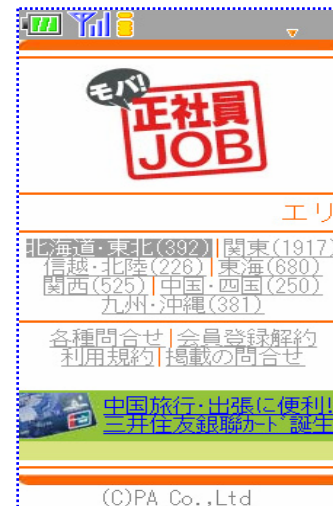 モバ!
正社員
JOB
エリ
北海道・東北(392)|関東(1917)
信越・北陸(226)|東海(680)
関西(525)|中国・四国(250)
九州・沖縄(381)
各種問合せ|会員登録解約
利用規約|掲載の問合せ
中国旅行・出張に便利!
三井住友銀聯ｶｰﾄﾞ誕生
(C)PA Co.,Ltd